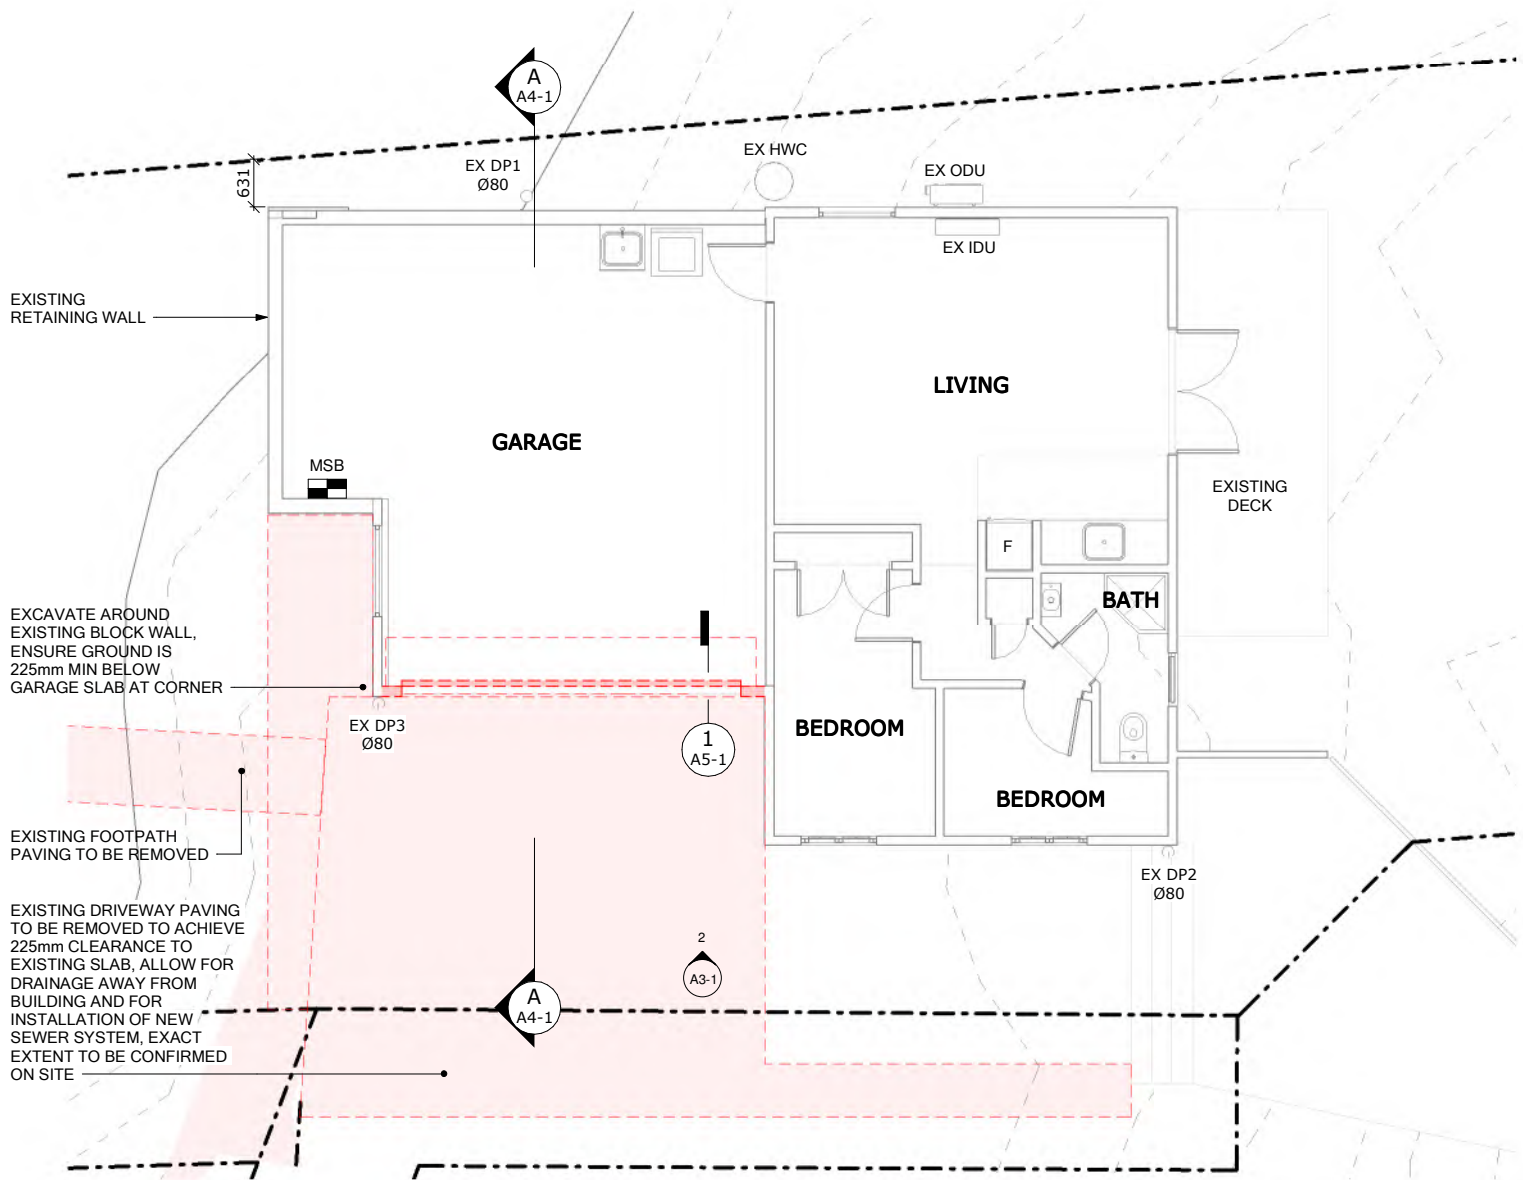 A
A4-1
EX HWC
EX DP1
Ø80
EX ODU
631
EX IDU
EXISTING
RETAINING WALL
LIVING
GARAGE
MSB
EXISTING
DECK
F
BATH
EXCAVATE AROUND
EXISTING BLOCK WALL,
ENSURE GROUND IS
225mm MIN BELOW
GARAGE SLAB AT CORNER
EX DP3
Ø80
1
A5-1
BEDROOM
BEDROOM
EXISTING FOOTPATH
PAVING TO BE REMOVED
EX DP2
Ø80
EXISTING DRIVEWAY PAVING
TO BE REMOVED TO ACHIEVE
225mm CLEARANCE TO
EXISTING SLAB, ALLOW FOR
DRAINAGE AWAY FROM
BUILDING AND FOR
INSTALLATION OF NEW
SEWER SYSTEM, EXACT
EXTENT TO BE CONFIRMED
ON SITE
2
A3-1
A
A4-1